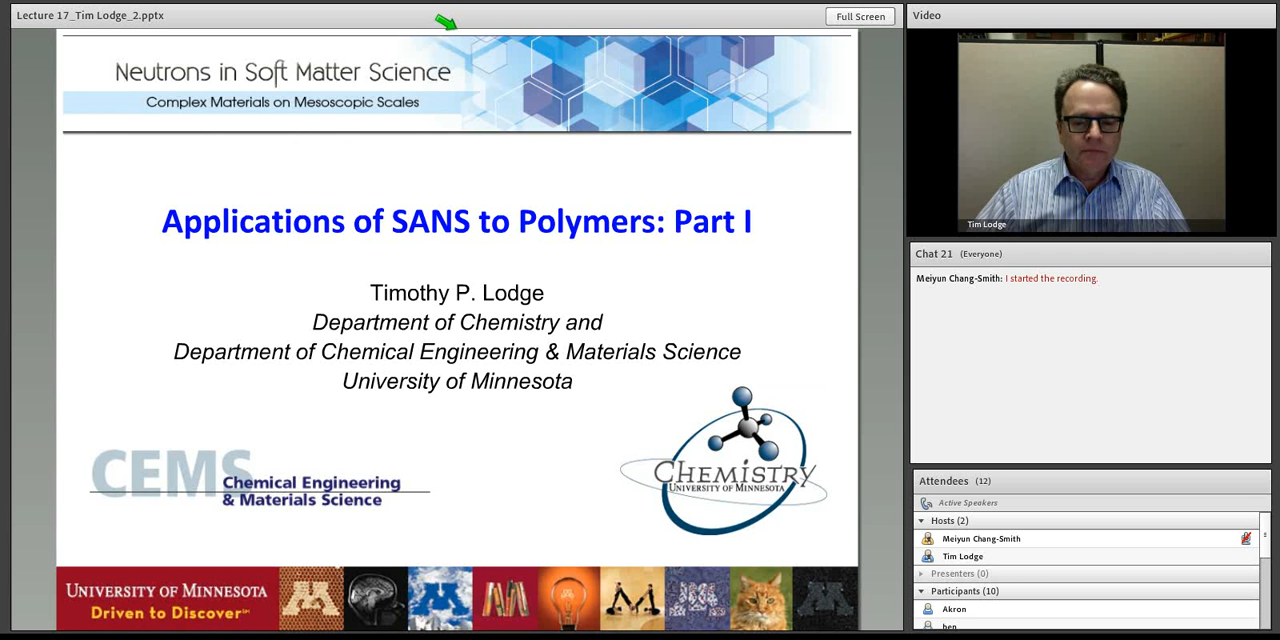 Lecture 17_Tim Lodge_2.pptx
Full Screen
Neutrons in Soft Matter Science
Complex Materials on Mesoscopic Scales
Applications of SANS to Polymers: Part I
Timothy P. Lodge
Department of Chemistry and
Department of Chemical Engineering & Materials Science
University of Minnesota
CEMS
Chemical Engineering
& Materials Science
CHEMISTRY
UNIVERSITY OF MINNESOTA
UNIVERSITY OF MINNESOTA
Driven to Discover℠
Video
Tim Lodge
Chat 21 (Everyone)
Meiyun Chang-Smith: I started the recording.
Attendees (12)
Active Speakers
Hosts (2)
Meiyun Chang-Smith
Tim Lodge
Presenters (0)
Participants (10)
Akron
ben